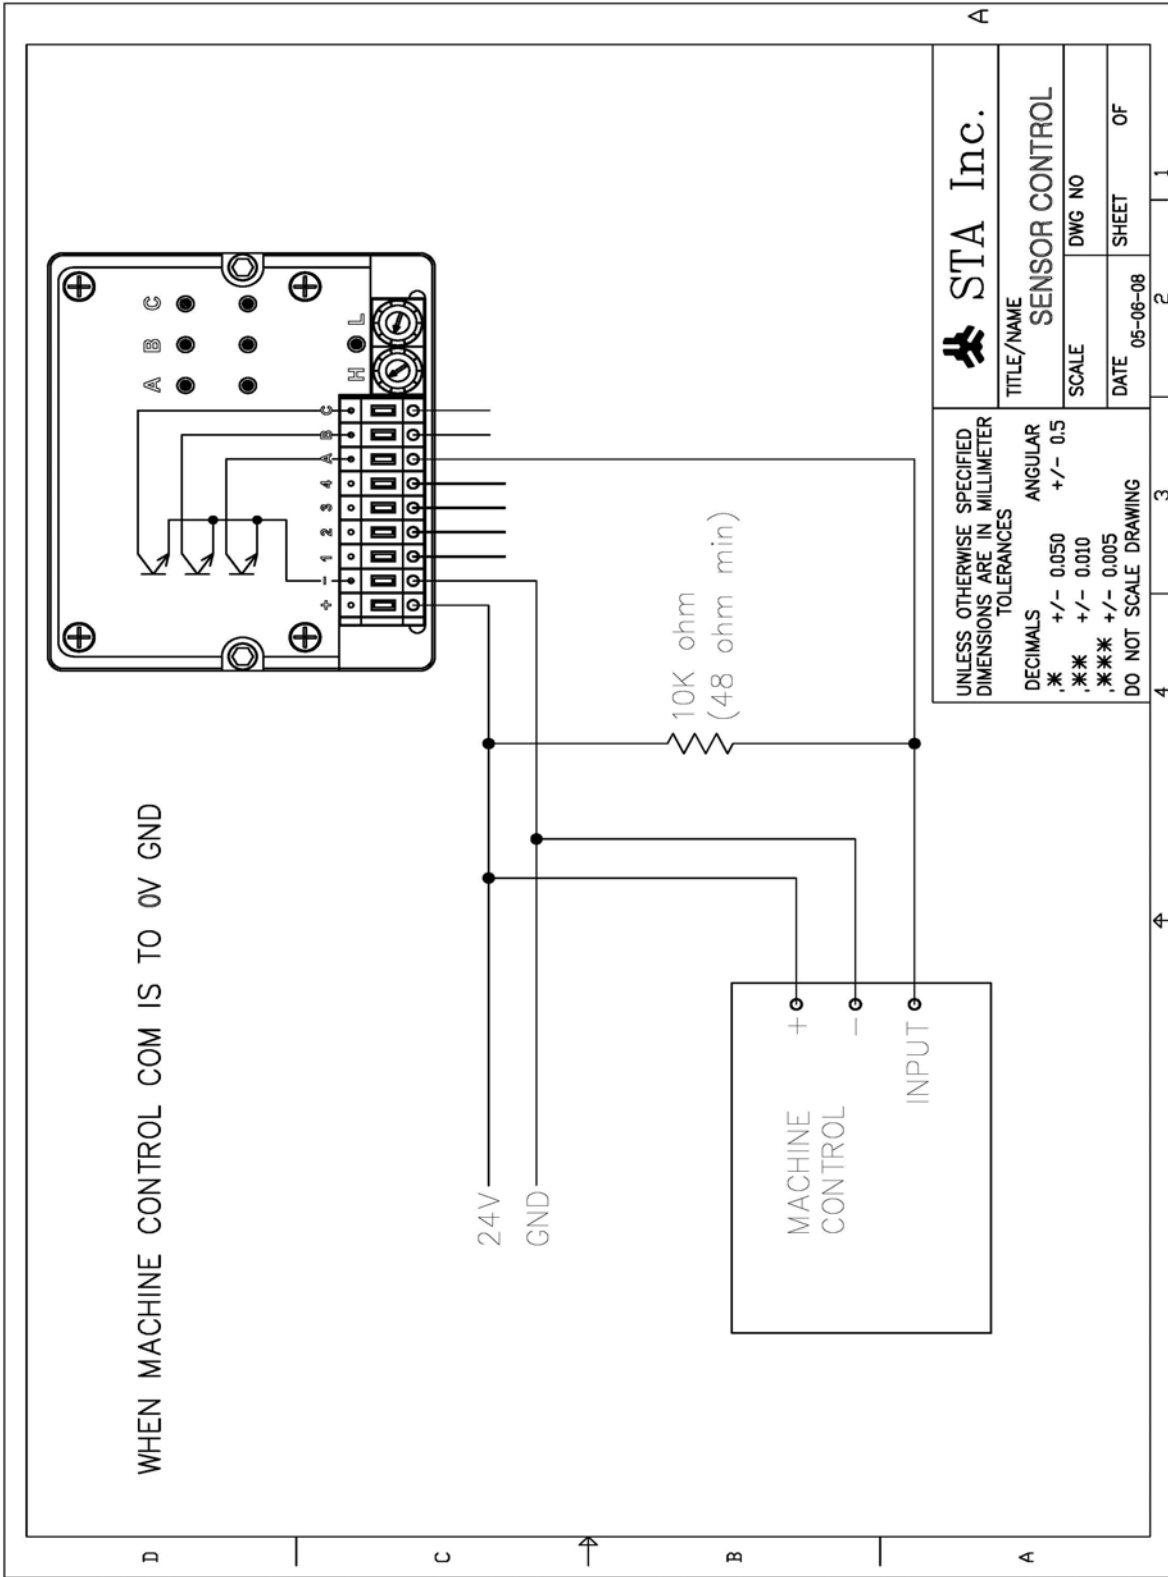 WHEN MACHINE CONTROL COM IS TO 0V GND
A B C
H L
+ - 1 2 3 4 A B C
24V
GND
10K ohm
(48 ohm min)
MACHINE
CONTROL
+
-
INPUT
UNLESS OTHERWISE SPECIFIED
DIMENSIONS ARE IN MILLIMETER
TOLERANCES
DECIMALS ANGULAR
.* +/- 0.050 +/- 0.5
.** +/- 0.010
.*** +/- 0.005
DO NOT SCALE DRAWING
STA Inc.
TITLE/NAME
SENSOR CONTROL
SCALE
DWG NO
DATE 05-06-08
SHEET OF
D
C
B
A
A
4
3
2
1